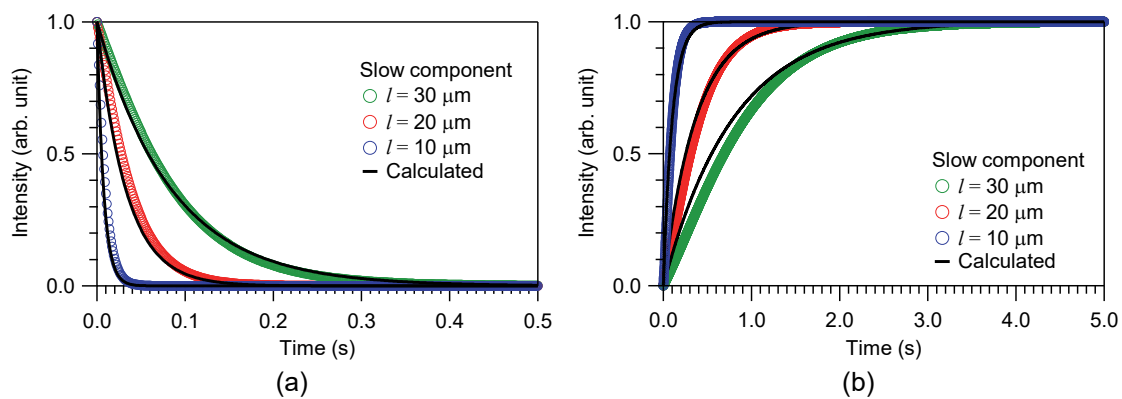 1.0
0.5
0.0
Intensity (arb. unit)
Slow component
l = 30 μm
l = 20 μm
l = 10 μm
Calculated
0.0 0.1 0.2 0.3 0.4 0.5
Time (s)
(a)
1.0
0.5
0.0
Intensity (arb. unit)
Slow component
l = 30 μm
l = 20 μm
l = 10 μm
Calculated
0.0 1.0 2.0 3.0 4.0 5.0
Time (s)
(b)